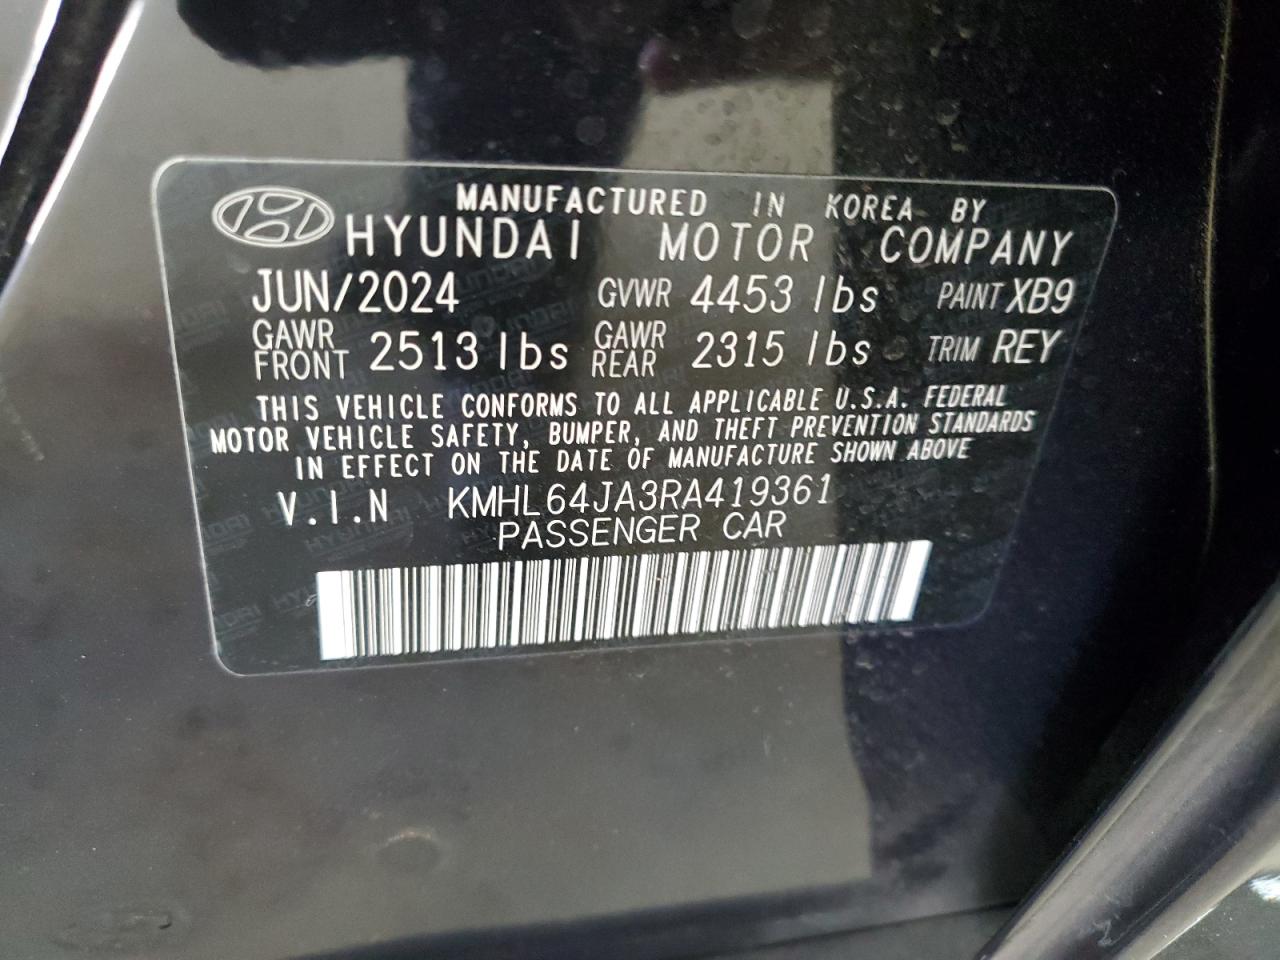 MANUFACTURED IN KOREA BY
HYUNDAI MOTOR COMPANY
JUN/2024 GVWR 4453 lbs PAINT XB9
GAWR FRONT 2513 lbs GAWR REAR 2315 lbs TRIM REY
THIS VEHICLE CONFORMS TO ALL APPLICABLE U.S.A. FEDERAL
MOTOR VEHICLE SAFETY, BUMPER, AND THEFT PREVENTION STANDARDS
IN EFFECT ON THE DATE OF MANUFACTURE SHOWN ABOVE
V.I.N KMHL64JA3RA419361
PASSENGER CAR